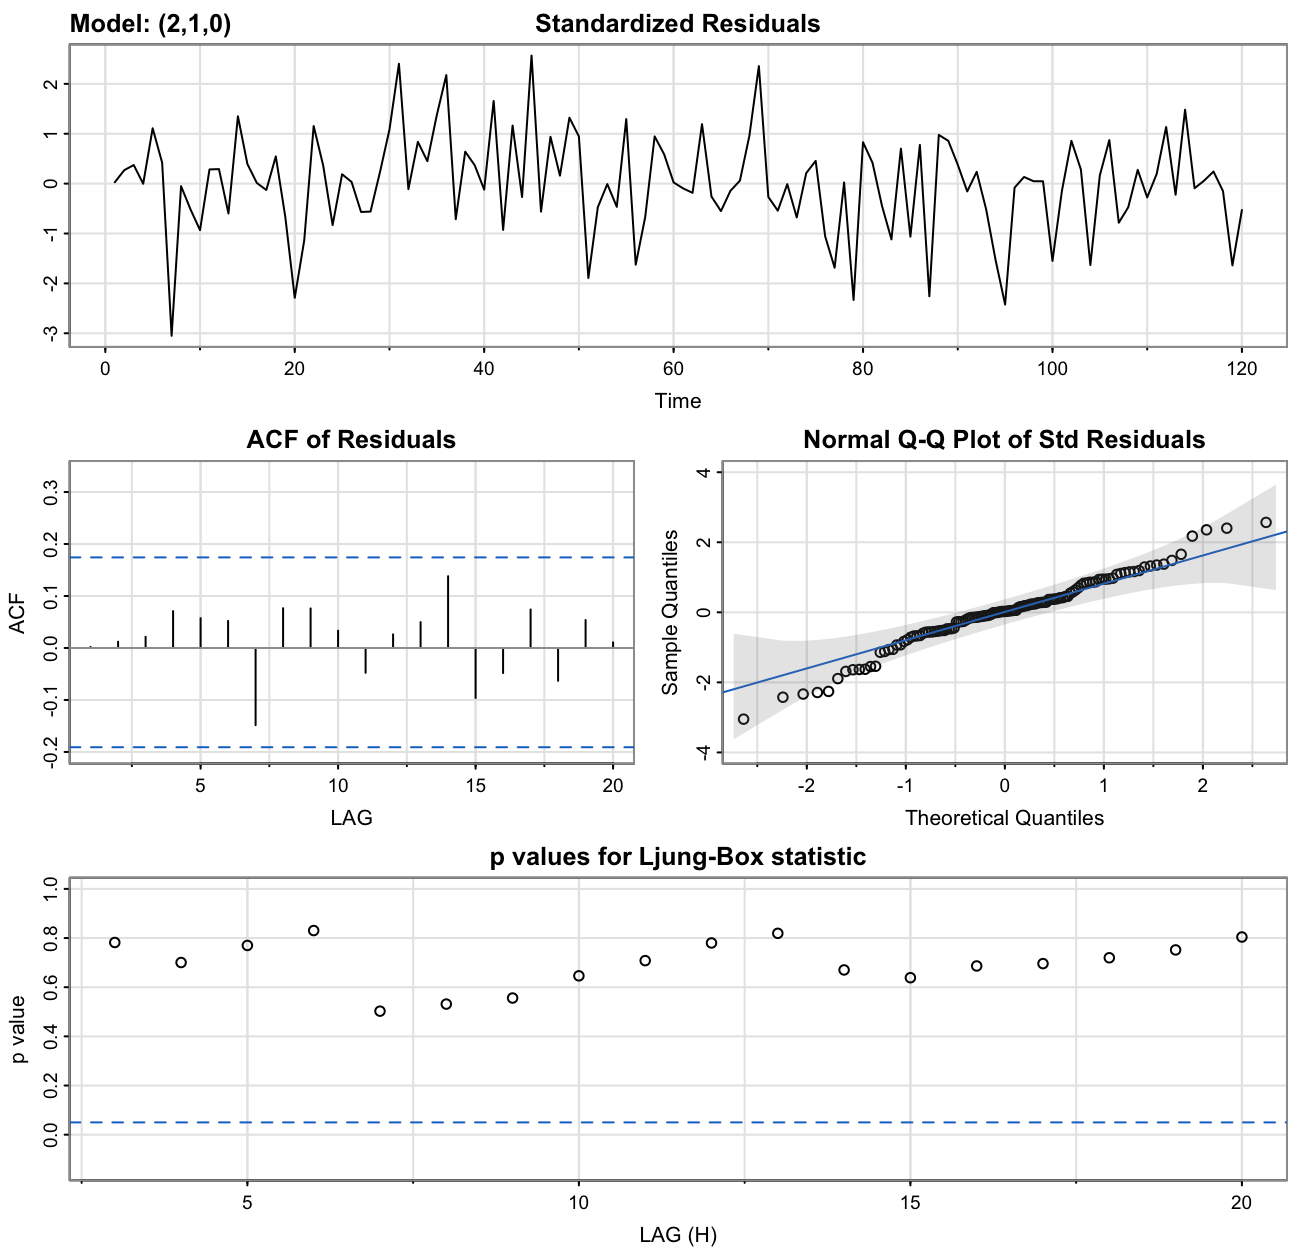 Model: (2,1,0) Standardized Residuals
2
1
0
-1
-2
-3
0 20 40 60 80 100 120
Time
ACF of Residuals
ACF
0.3
0.2
0.1
0.0
-0.1
-0.2
5 10 15 20
LAG
Normal Q-Q Plot of Std Residuals
Sample Quantiles
4
2
0
-2
-4
-2 -1 0 1 2
Theoretical Quantiles
p values for Ljung-Box statistic
p value
1.0
0.8
0.6
0.4
0.2
0.0
5 10 15 20
LAG (H)